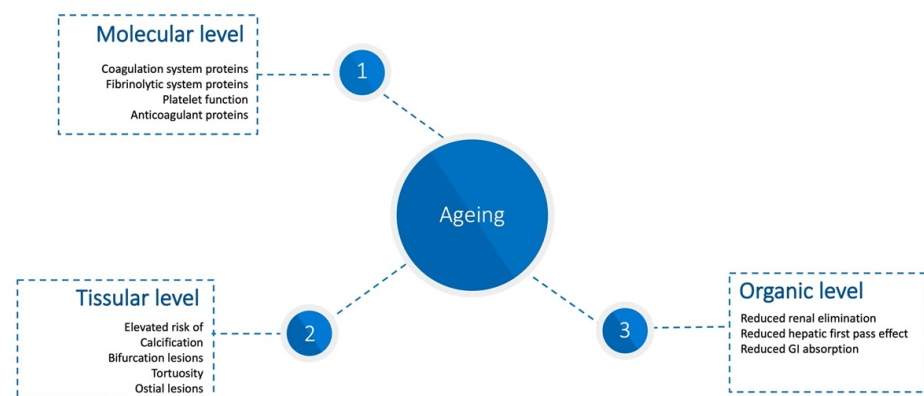 Molecular level
Coagulation system proteins
Fibrinolytic system proteins
Platelet function
Anticoagulant proteins
1
Ageing
Tissular level
Elevated risk of
Calcification
Bifurcation lesions
Tortuosity
Ostial lesions
2
3
Organic level
Reduced renal elimination
Reduced hepatic first pass effect
Reduced GI absorption